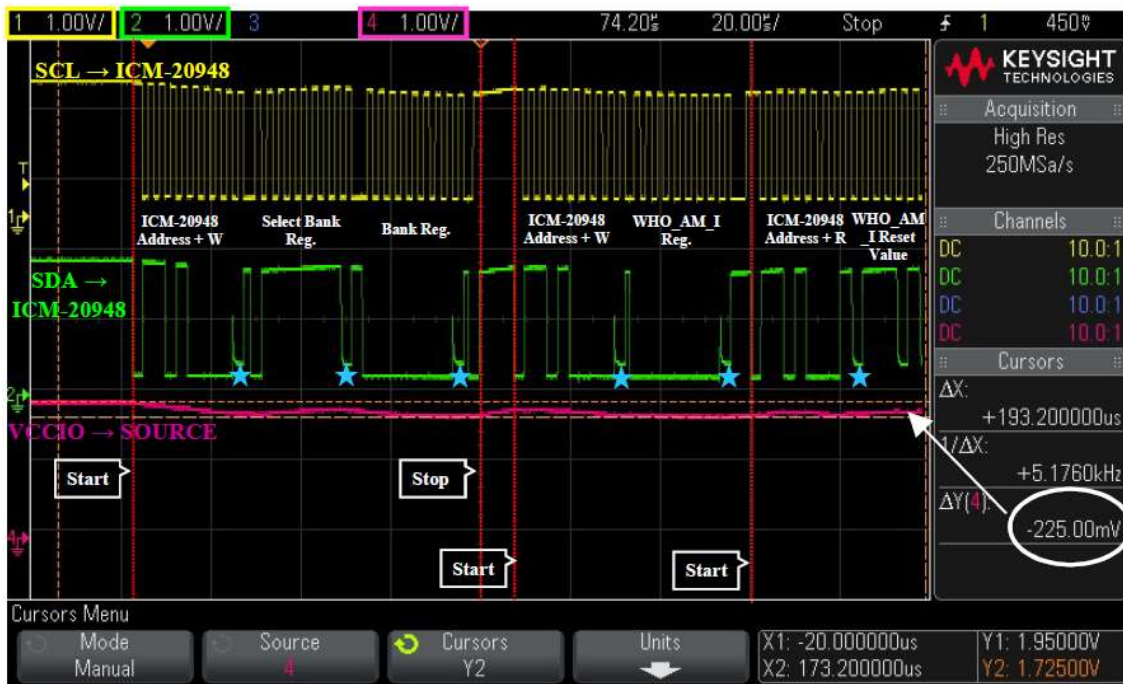 1 1.00V/ 2 1.00V/ 3 4 1.00V/ 74.20µs 20.00µs/ Stop 1 450mV
SCL → ICM-20948
KEYSIGHT
TECHNOLOGIES
Acquisition
High Res
250MSa/s
T
1
ICM-20948
Address + W
Select Bank
Reg.
Bank Reg.
ICM-20948
Address + W
WHO_AM_I
Reg.
ICM-20948
Address + R
WHO_AM
_I Reset
Value
Channels
DC 10.0:1
DC 10.0:1
DC 10.0:1
DC 10.0:1
SDA →
ICM-20948
2
VCCIO → SOURCE
Cursors
ΔX:
+193.200000us
1/ΔX:
+5.1760kHz
ΔY(4):
-225.00mV
Start
Stop
4
Start
Start
Cursors Menu
Mode
Manual
Source
4
Cursors
Y2
Units
X1: -20.000000us
X2: 173.200000us
Y1: 1.95000V
Y2: 1.72500V